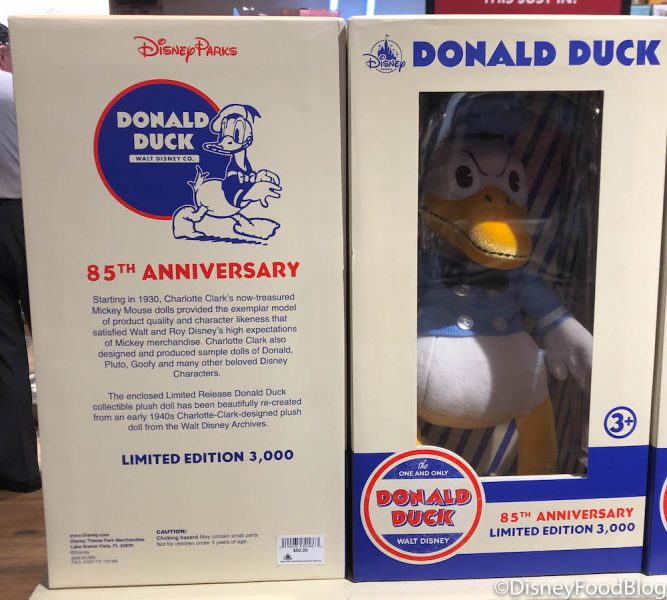 THIS JUST IN!
Disney PARKS
DONALD
DUCK
WALT DISNEY CO.
85TH ANNIVERSARY
Starting in 1930, Charlotte Clark's now-treasured
Mickey Mouse dolls provided the exemplar model
of product quality and character likeness that
satisfied Walt and Roy Disney's high expectations
of Mickey merchandise. Charlotte Clark also
designed and produced sample dolls of Donald,
Pluto, Goofy and many other beloved Disney
Characters.
The enclosed Limited Release Donald Duck
collectible plush doll has been beautifully re-created
from an early 1940s Charlotte-Clark-designed plush
doll from the Walt Disney Archives.
LIMITED EDITION 3,000
www.Disney.com
Disney Theme Park Merchandise
Lake Buena Vista, FL 32830
©Disney
CAUTION:
Choking hazard May contain small parts.
Not for children under 3 years of age.
$80.00
Disney
PARKS
DONALD DUCK
3+
the
ONE AND ONLY
DONALD
DUCK
WALT DISNEY
85TH ANNIVERSARY
LIMITED EDITION 3,000
©DisneyFoodBlog